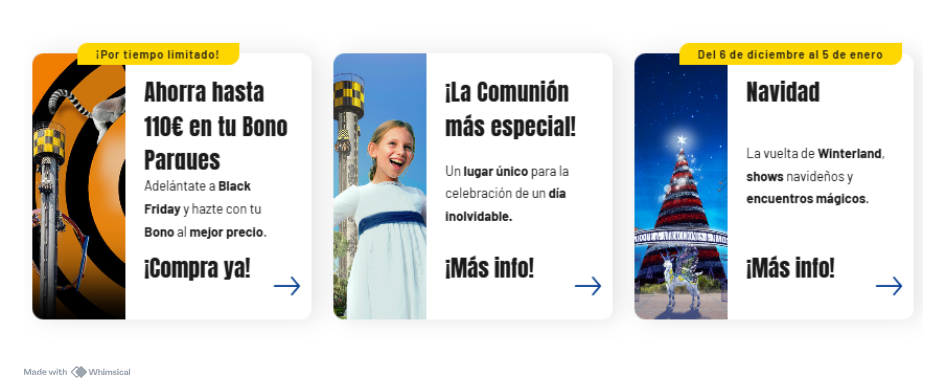 ¡Por tiempo limitado!
Ahorra hasta
110€ en tu Bono
Parques
Adelántate a Black
Friday y hazte con tu
Bono al mejor precio.
¡Compra ya!
¡La Comunión
más especial!
Un lugar único para la
celebración de un día
inolvidable.
¡Más info!
Del 6 de diciembre al 5 de enero
Navidad
La vuelta de Winterland,
shows navideños y
encuentros mágicos.
¡Más info!
Made with Whimsical